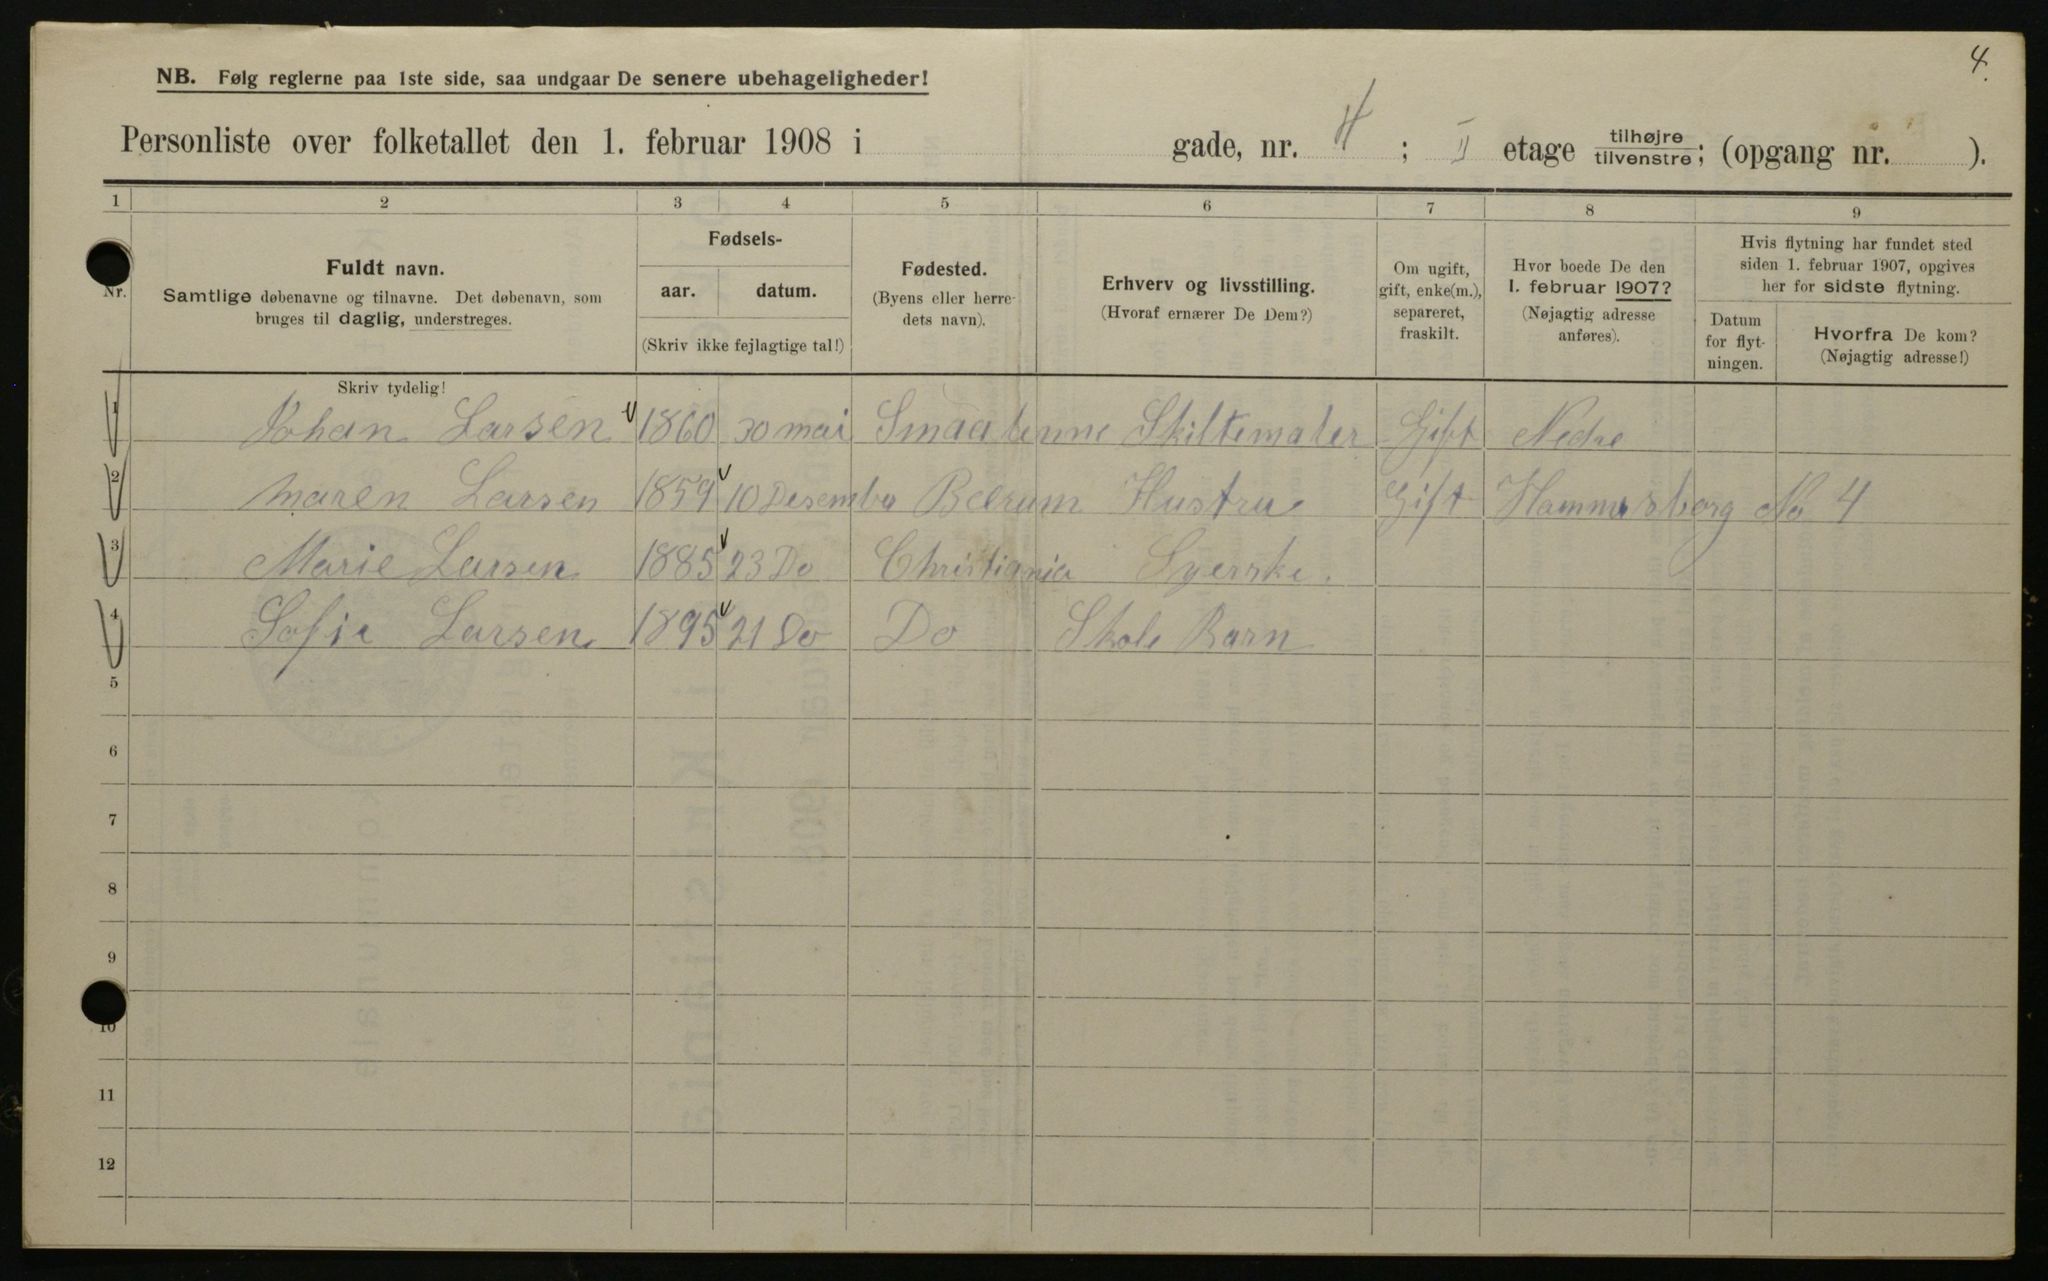 4.
NB. Følg reglerne paa 1ste side, saa undgaar De senere ubehageligheder!
Personliste over folketallet den 1. februar 1908 i gade, nr. 4 ; II etage tilhøjre tilvenstre; (opgang nr. ).
1 2 3 4 5 6 7 8 9
Nr.
Fuldt navn.
Samtlige døbenavne og tilnavne. Det døbenavn, som
bruges til daglig, understreges.
Skriv tydelig!
Fødsels-
aar. datum.
(Skriv ikke fejlagtige tal!)
Fødested.
(Byens eller herre-
dets navn).
Erhverv og livsstilling.
(Hvoraf ernærer De Dem?)
Om ugift,
gift, enke(m.),
separeret,
fraskilt.
Hvor boede De den
1. februar 1907?
(Nøjagtig adresse
anføres).
Hvis flytning har fundet sted
siden 1. februar 1907, opgives
her for sidste flytning.
Datum
for flyt-
ningen.
Hvorfra De kom?
(Nøjagtig adresse!)
1 Johan Larsen 1860 30 mai Smaalenne Skiltemaler Gift Nedre
2 Maren Larsen 1859 10 Desember Belrum Hustru Gift Hammersborg No 4
3 Marie Larsen 1885 23 Do Christiania Syerske.
4 Sofie Larsen 1895 21 Do Do Skole Barn
5
6
7
8
9
10
11
12